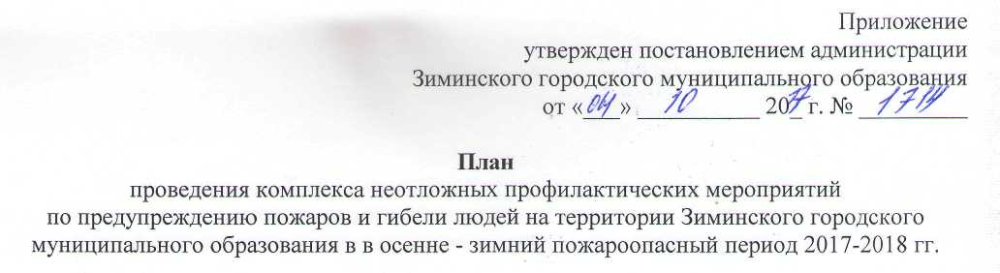 Приложение
утвержден постановлением администрации
Зиминского городского муниципального образования
от «04» 10 2017 г. № 1714
План
проведения комплекса неотложных профилактических мероприятий
по предупреждению пожаров и гибели людей на территории Зиминского городского
муниципального образования в в осенне - зимний пожароопасный период 2017-2018 гг.